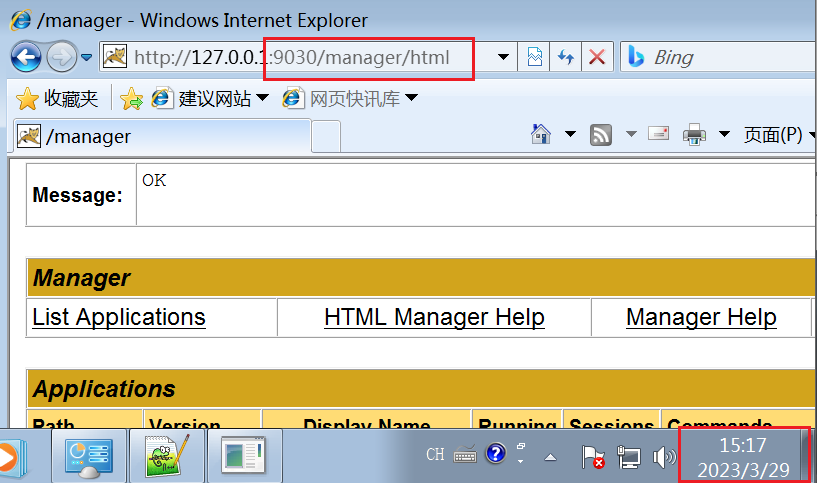 /manager - Windows Internet Explorer
http://127.0.0.1:9030/manager/html
Bing
收藏夹 建议网站 网页快讯库
/manager 页面(P)
Message: OK
Manager
List Applications HTML Manager Help Manager Help
Applications
Path Version Display Name Running Sessions Commands
CH 15:17
2023/3/29